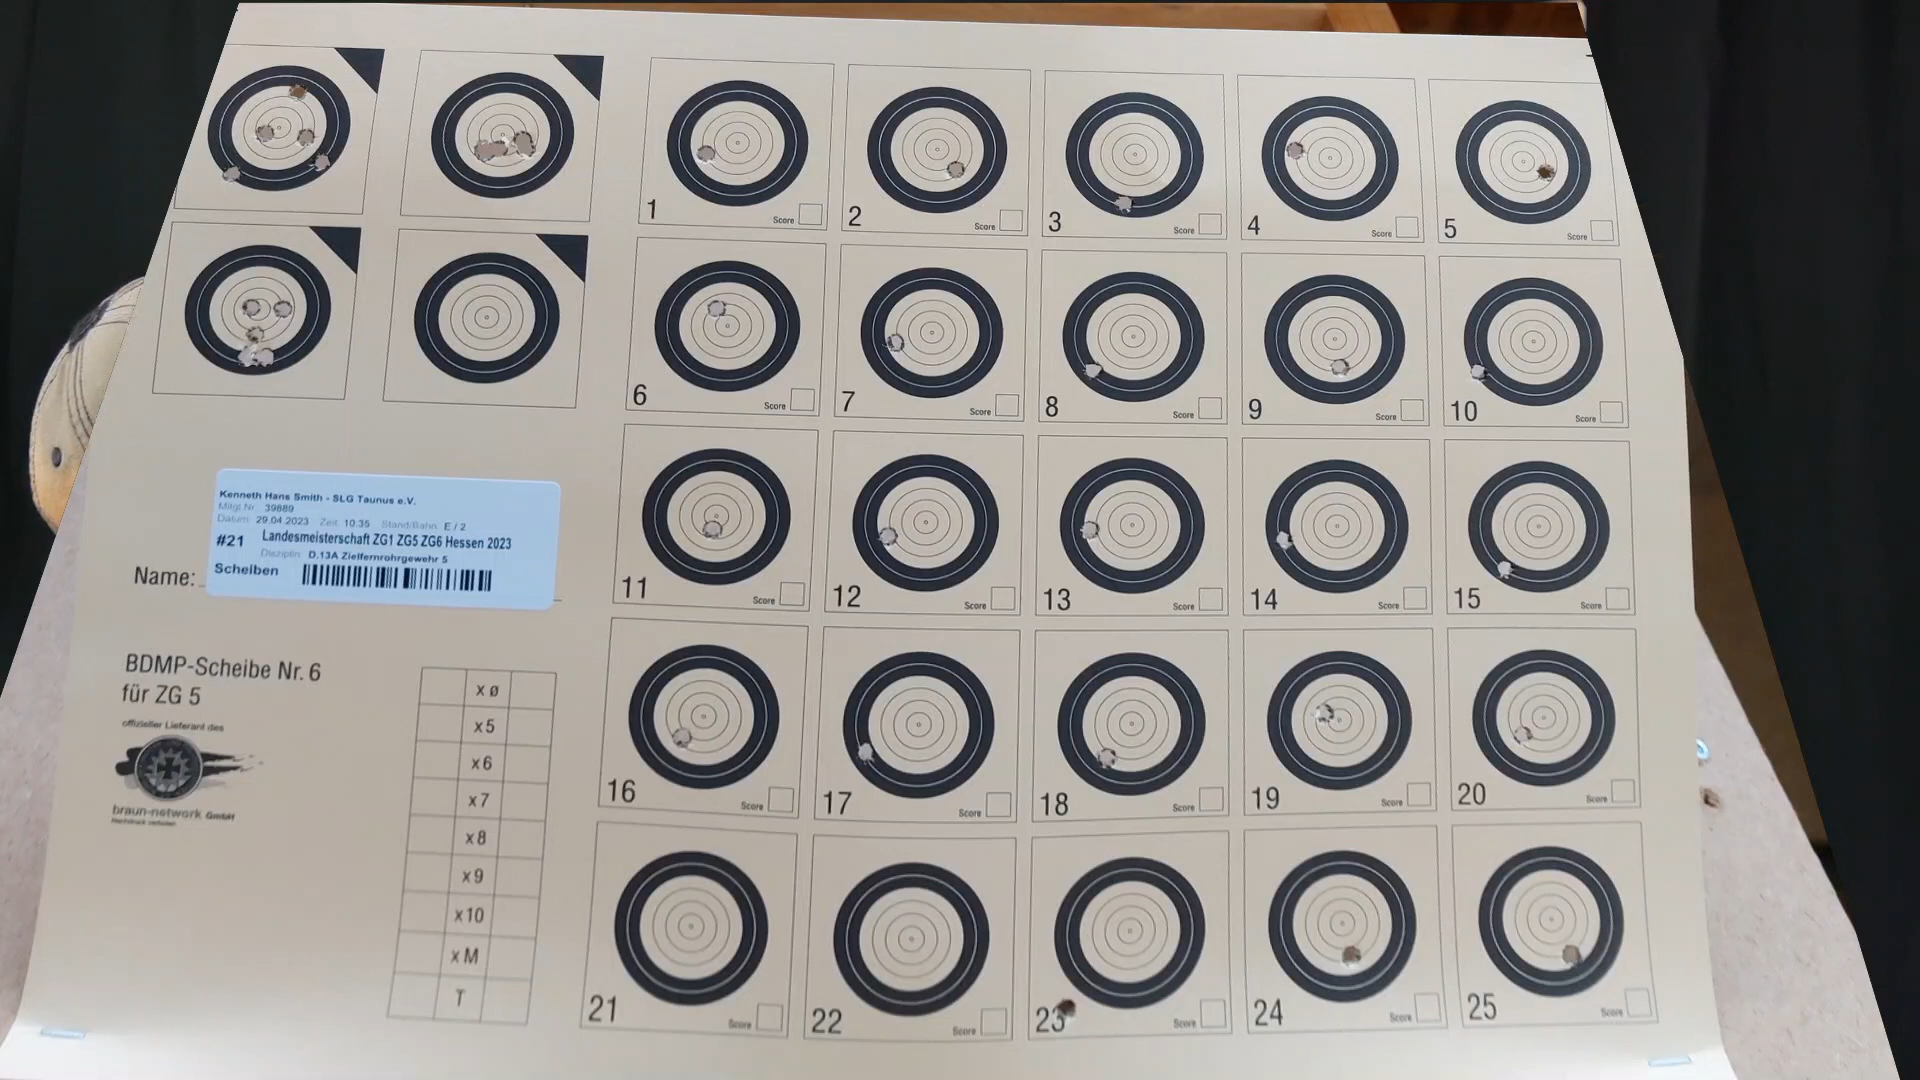 1 Score
2 Score
3 Score
4 Score
5 Score
6 Score
7 Score
8 Score
9 Score
10 Score
11 Score
12 Score
13 Score
14 Score
15 Score
16 Score
17 Score
18 Score
19 Score
20 Score
21 Score
22 Score
23 Score
24 Score
25 Score
Kenneth Hans Smith - SLG Taunus e.V.
Mitgl.Nr.: 39889
Datum: 29.04.2023 Zeit: 10:35 Stand/Bahn: E / 2
#21 Landesmeisterschaft ZG1 ZG5 ZG6 Hessen 2023
Disziplin: D.13A Zielfernrohrgewehr 5
Scheiben
Name:
BDMP-Scheibe Nr. 6
für ZG 5
offizieller Lieferant des
braun-network GmbH
Nachdruck verboten
x ø
x 5
x 6
x 7
x 8
x 9
x 10
x M
T